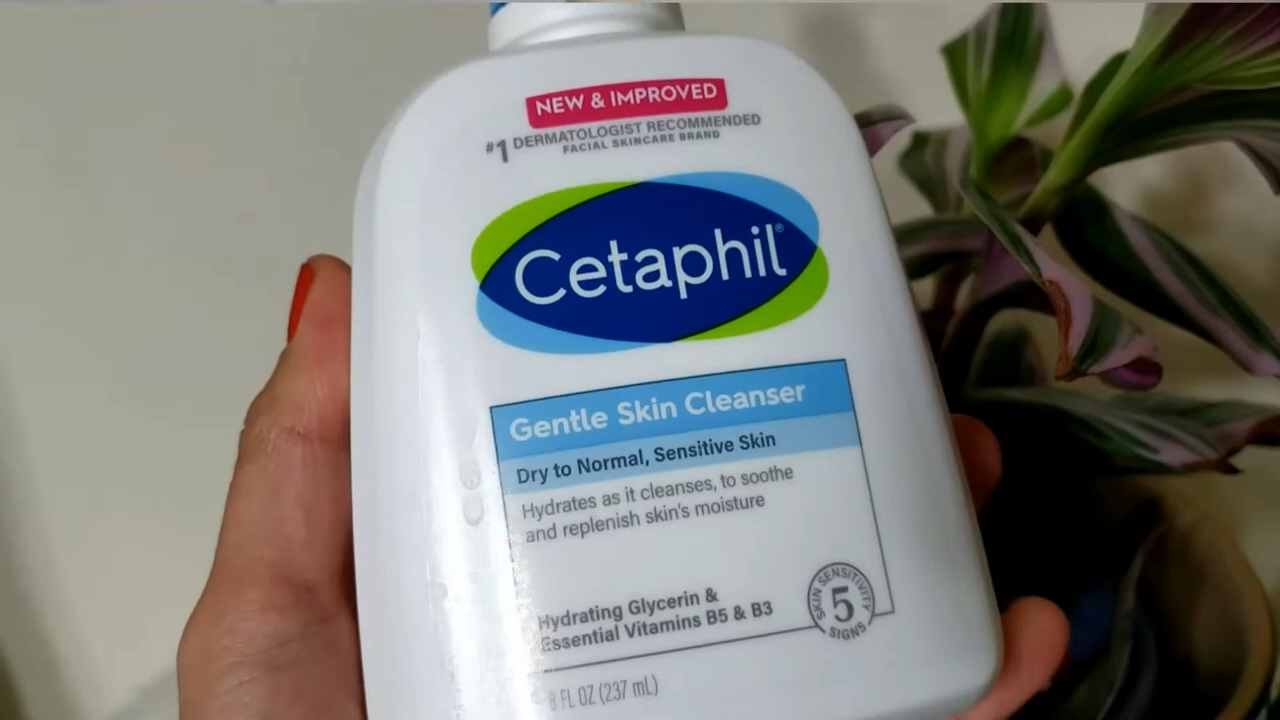 NEW & IMPROVED
#1 DERMATOLOGIST RECOMMENDED
FACIAL SKINCARE BRAND
Cetaphil®
Gentle Skin Cleanser
Dry to Normal, Sensitive Skin
Hydrates as it cleanses, to soothe
and replenish skin's moisture
Hydrating Glycerin &
Essential Vitamins B5 & B3
SKIN SENSITIVITY
5
SIGNS
8 FL OZ (237 mL)